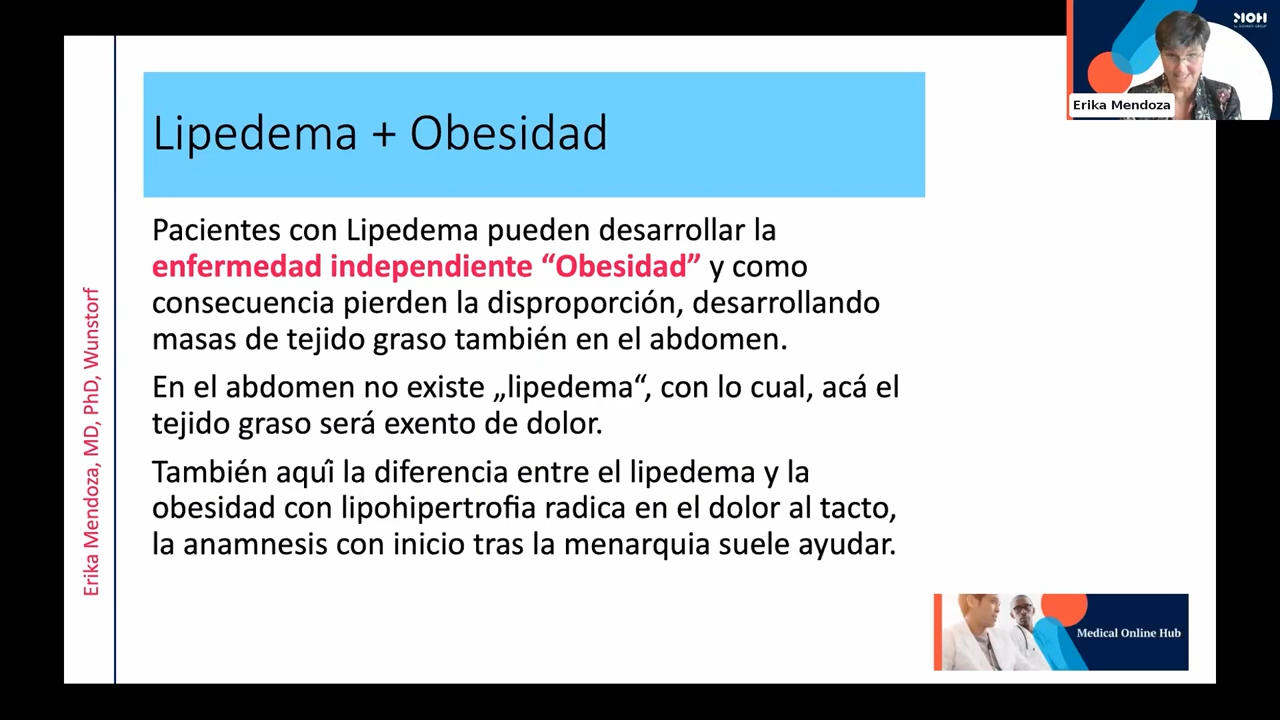 Lipedema + Obesidad
Pacientes con Lipedema pueden desarrollar la
enfermedad independiente “Obesidad” y como
consecuencia pierden la disproporción, desarrollando
masas de tejido graso también en el abdomen.
En el abdomen no existe „lipedema“, con lo cual, acá el
tejido graso será exento de dolor.
También aquî la diferencia entre el lipedema y la
obesidad con lipohipertrofia radica en el dolor al tacto,
la anamnesis con inicio tras la menarquia suele ayudar.
Erika Mendoza, MD, PhD, Wunstorf
Medical Online Hub
MOH
Erika Mendoza